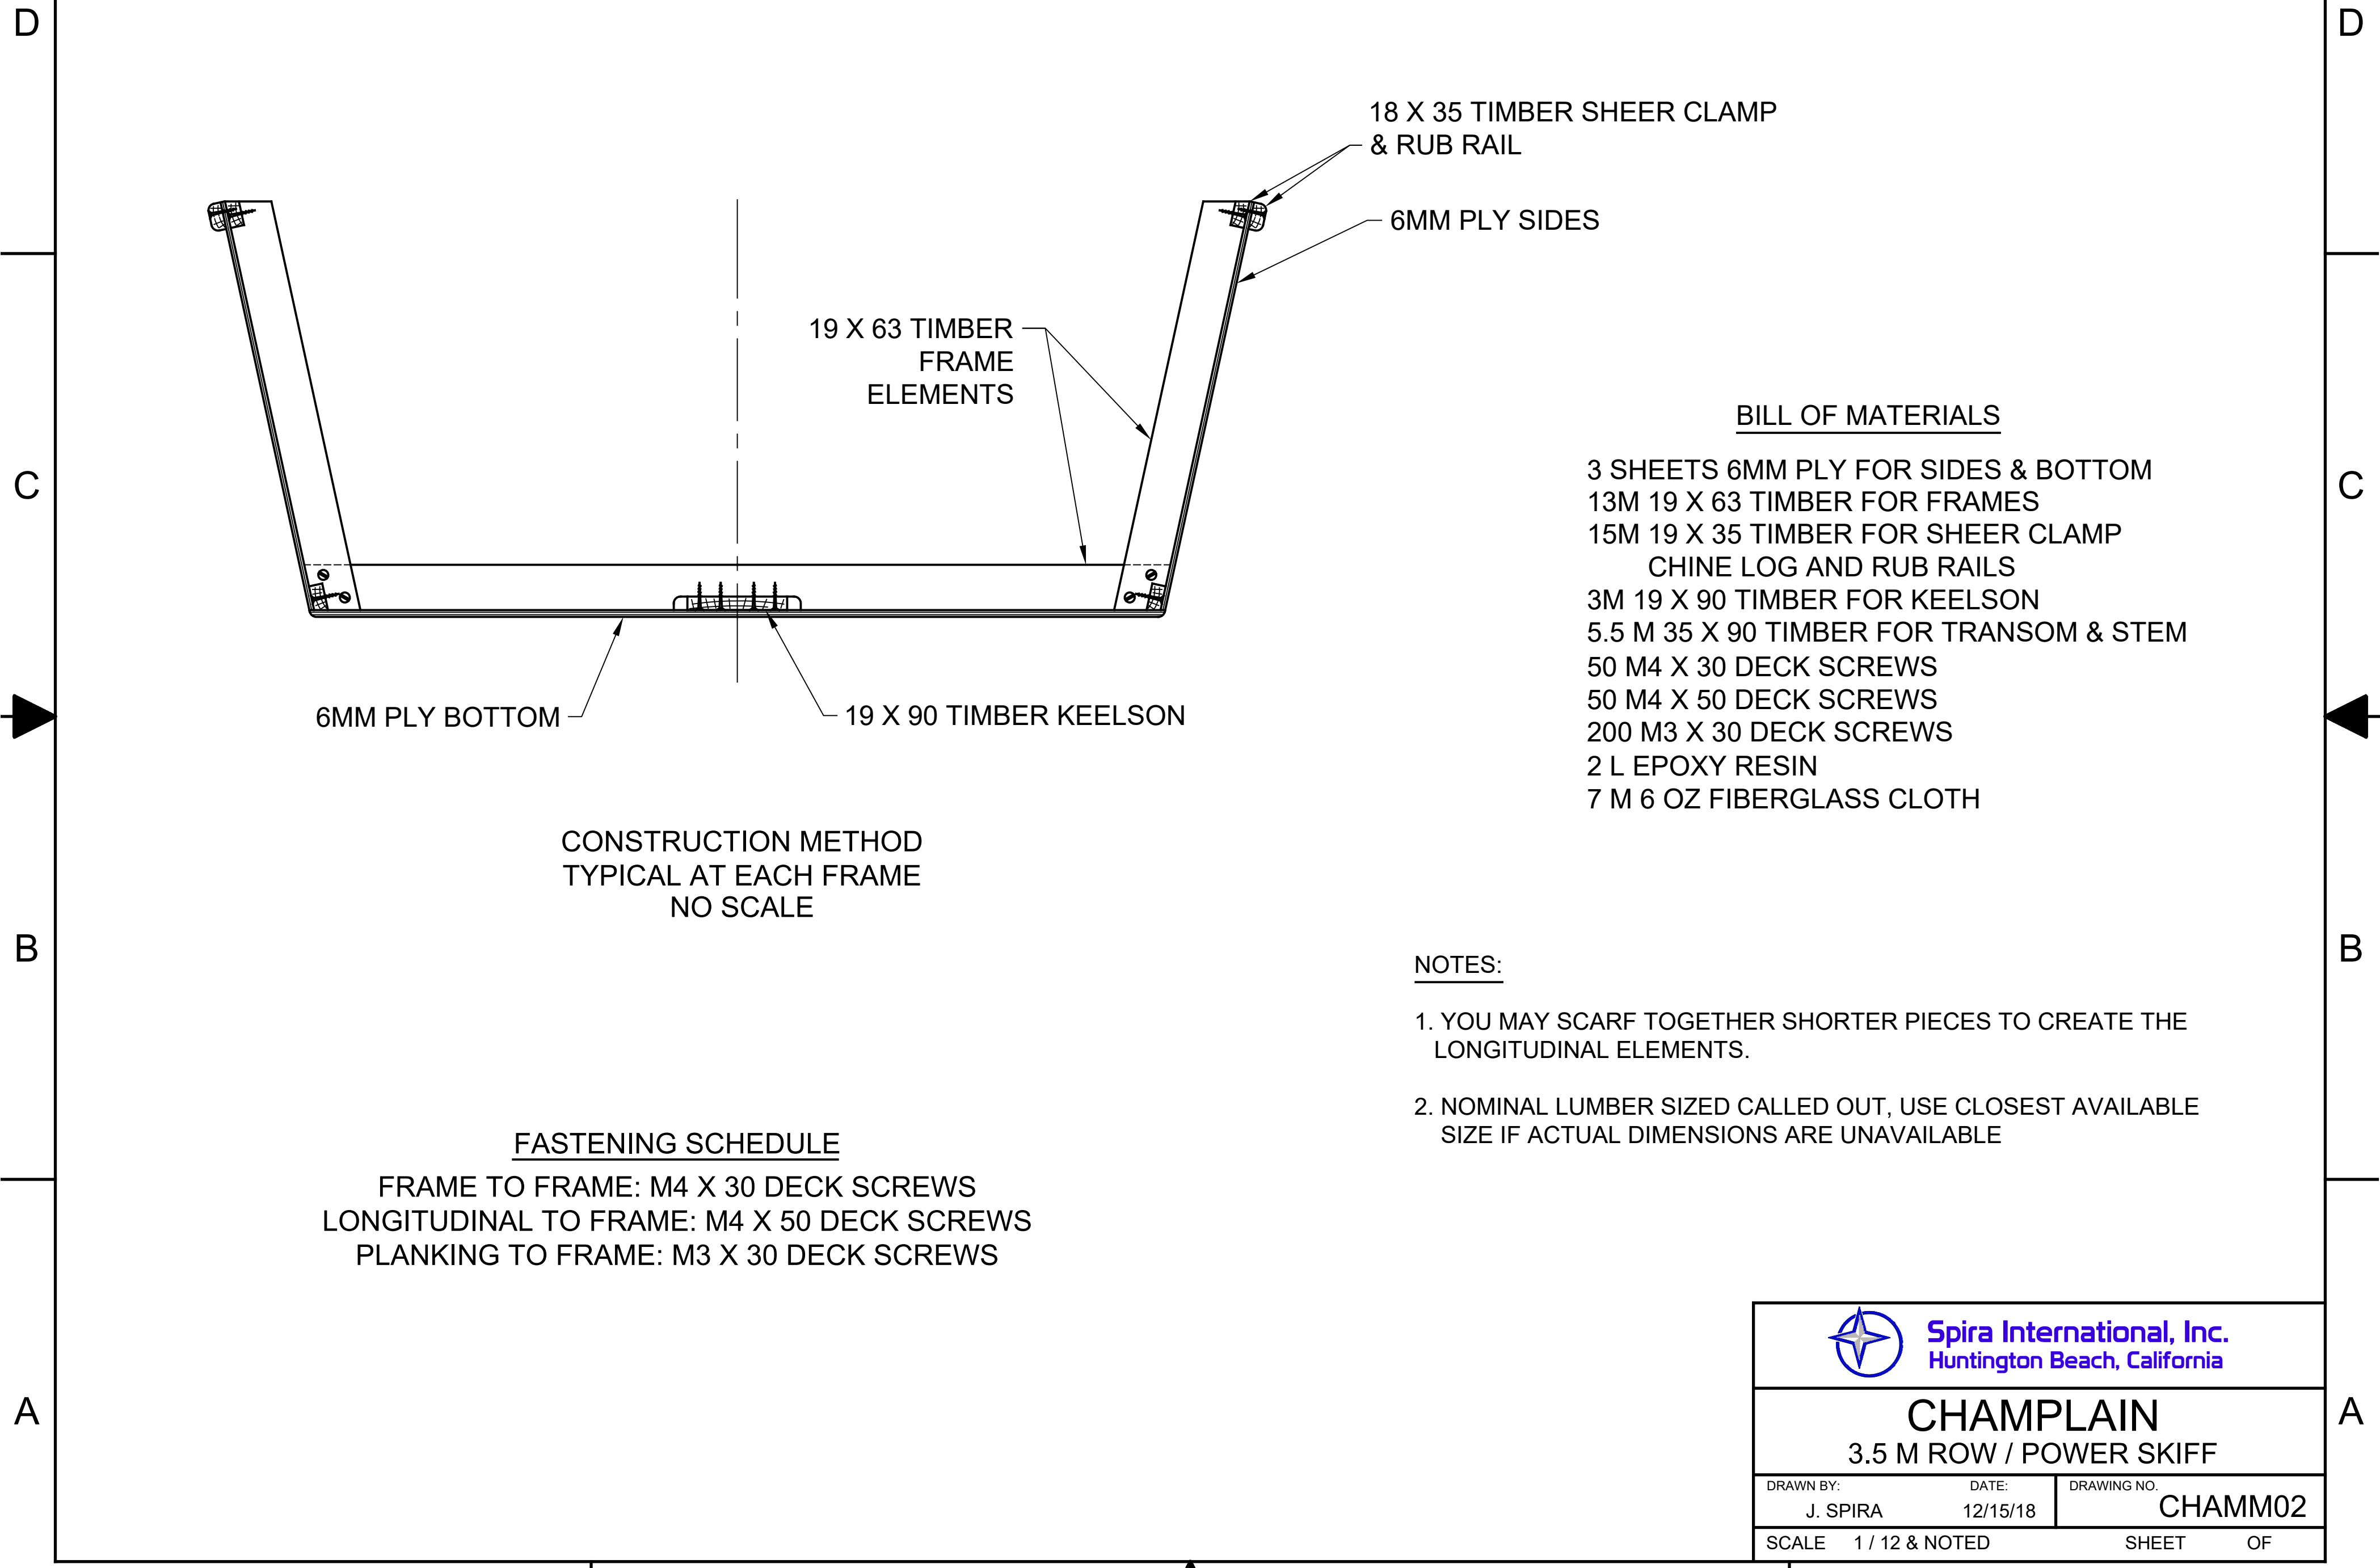 D
D
18 X 35 TIMBER SHEER CLAMP
& RUB RAIL
6MM PLY SIDES
19 X 63 TIMBER
FRAME
ELEMENTS
C
C
BILL OF MATERIALS
3 SHEETS 6MM PLY FOR SIDES & BOTTOM
13M 19 X 63 TIMBER FOR FRAMES
15M 19 X 35 TIMBER FOR SHEER CLAMP
CHINE LOG AND RUB RAILS
3M 19 X 90 TIMBER FOR KEELSON
5.5 M 35 X 90 TIMBER FOR TRANSOM & STEM
50 M4 X 30 DECK SCREWS
50 M4 X 50 DECK SCREWS
200 M3 X 30 DECK SCREWS
2 L EPOXY RESIN
7 M 6 OZ FIBERGLASS CLOTH
6MM PLY BOTTOM
19 X 90 TIMBER KEELSON
CONSTRUCTION METHOD
TYPICAL AT EACH FRAME
NO SCALE
B
B
NOTES:
1. YOU MAY SCARF TOGETHER SHORTER PIECES TO CREATE THE
LONGITUDINAL ELEMENTS.
2. NOMINAL LUMBER SIZED CALLED OUT, USE CLOSEST AVAILABLE
SIZE IF ACTUAL DIMENSIONS ARE UNAVAILABLE
FASTENING SCHEDULE
FRAME TO FRAME: M4 X 30 DECK SCREWS
LONGITUDINAL TO FRAME: M4 X 50 DECK SCREWS
PLANKING TO FRAME: M3 X 30 DECK SCREWS
A
A
Spira International, Inc.
Huntington Beach, California
CHAMPLAIN
3.5 M ROW / POWER SKIFF
DRAWN BY:
J. SPIRA
DATE:
12/15/18
DRAWING NO.
CHAMM02
SCALE 1 / 12 & NOTED
SHEET OF